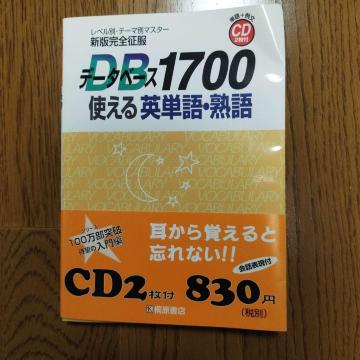 レベル別・テーマ別マスター
新版完全征服
単語+例文
CD
2枚付
DB
データベース1700
使える 英単語・熟語
VOCABULARY VOCABULARY
シリーズ
100万部突破
待望の入門編
耳から覚えると
忘れない!!
会話表現付
CD2枚付 830円
(税別)
桐原書店